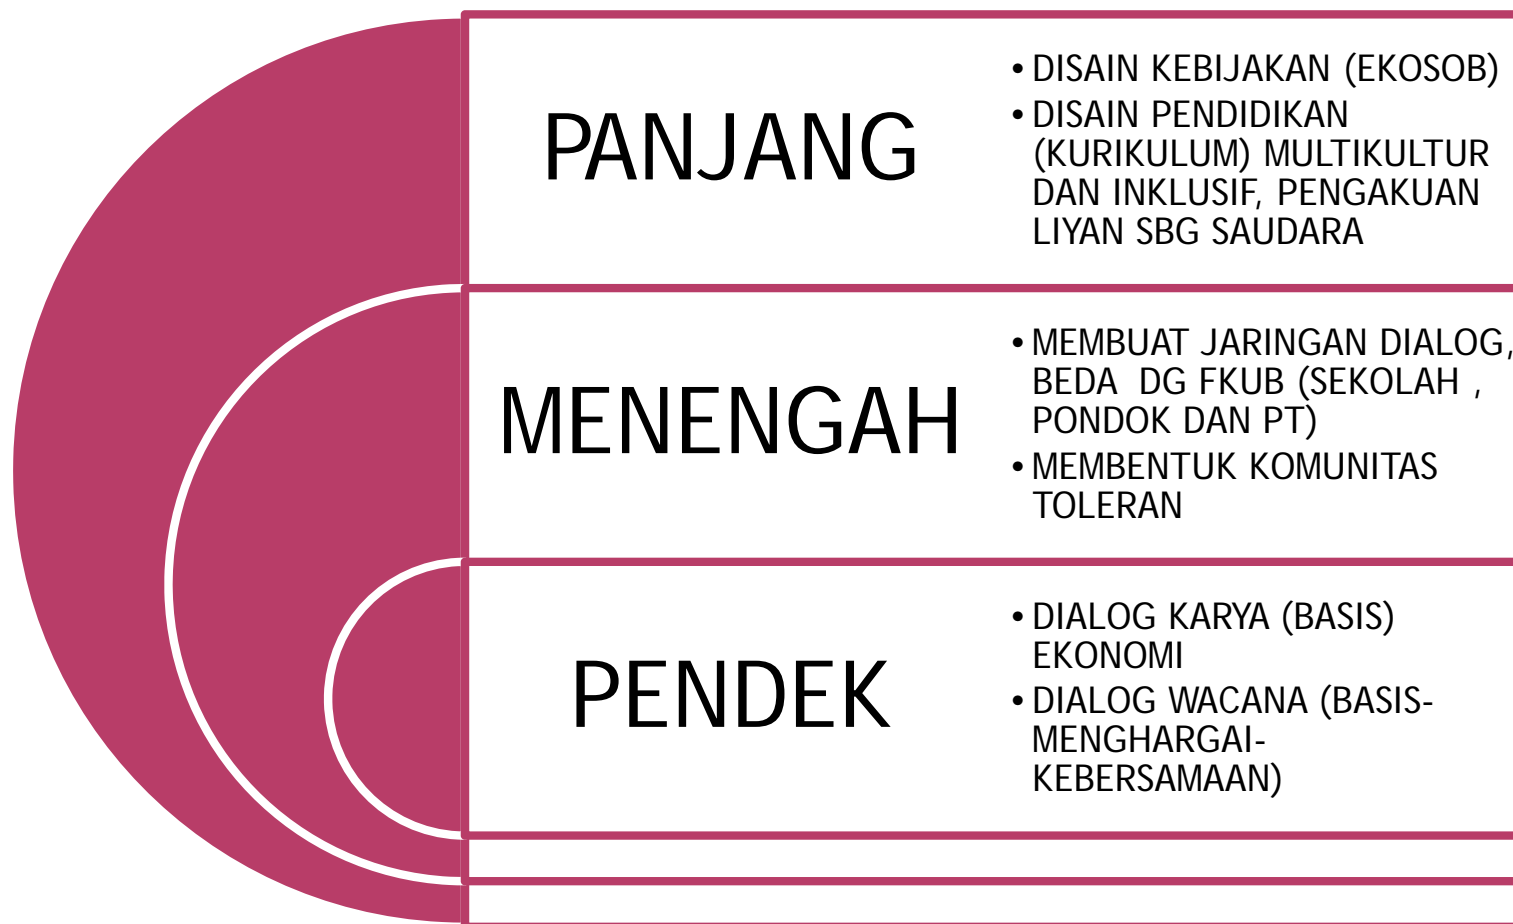 PANJANG
• DISAIN KEBIJAKAN (EKOSOB)
• DISAIN PENDIDIKAN
(KURIKULUM) MULTIKULTUR
DAN INKLUSIF, PENGAKUAN
LIYAN SBG SAUDARA
MENENGAH
• MEMBUAT JARINGAN DIALOG,
BEDA DG FKUB (SEKOLAH ,
PONDOK DAN PT)
• MEMBENTUK KOMUNITAS
TOLERAN
PENDEK
• DIALOG KARYA (BASIS)
EKONOMI
• DIALOG WACANA (BASIS-
MENGHARGAI-
KEBERSAMAAN)